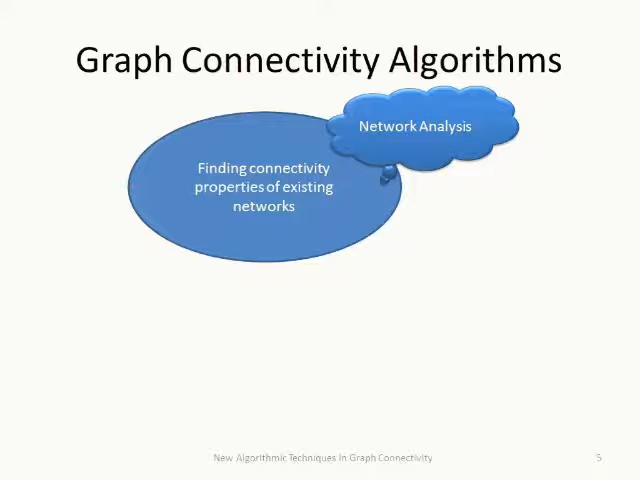 Graph Connectivity Algorithms
Network Analysis
Finding connectivity
properties of existing
networks
New Algorithmic Techniques In Graph Connectivity
5